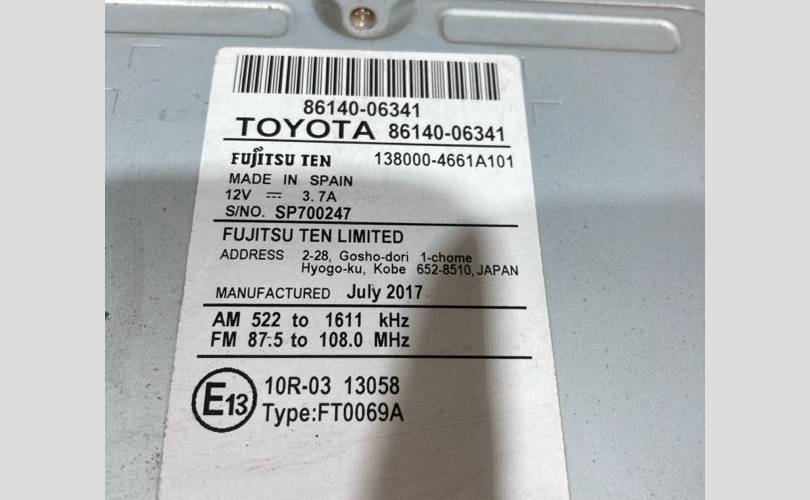 86140-06341
TOYOTA 86140-06341
FUJITSU TEN 138000-4661A101
MADE IN SPAIN
12V ⎓ 3.7A
S/NO. SP700247
FUJITSU TEN LIMITED
ADDRESS 2-28, Gosho-dori 1-chome
Hyogo-ku, Kobe 652-8510, JAPAN
MANUFACTURED July 2017
AM 522 to 1611 kHz
FM 87.5 to 108.0 MHz
E13 10R-03 13058
Type:FT0069A